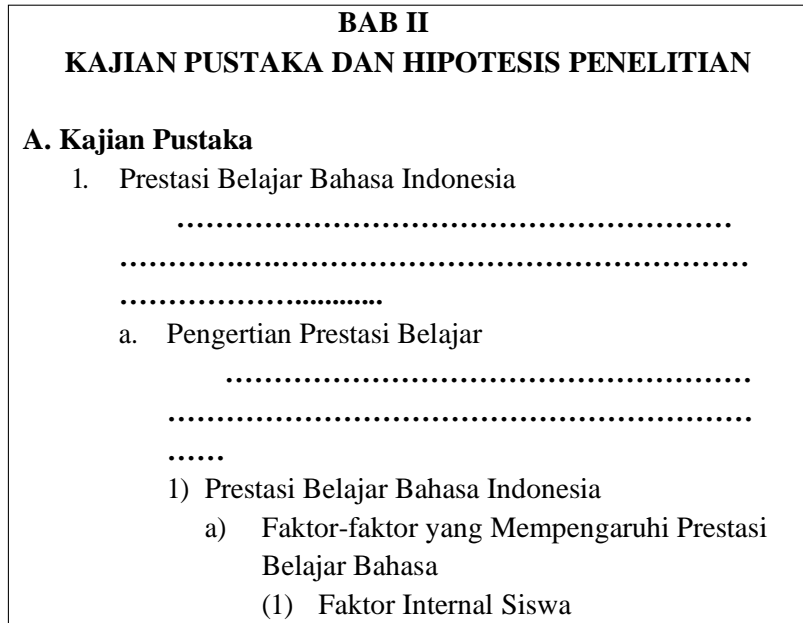 BAB II
KAJIAN PUSTAKA DAN HIPOTESIS PENELITIAN
A. Kajian Pustaka
1. Prestasi Belajar Bahasa Indonesia
…………………………………………………
………….….…………………………………………
………………............
a. Pengertian Prestasi Belajar
………………………………………………
……………………………………………………
……
1) Prestasi Belajar Bahasa Indonesia
a) Faktor-faktor yang Mempengaruhi Prestasi
Belajar Bahasa
(1) Faktor Internal Siswa